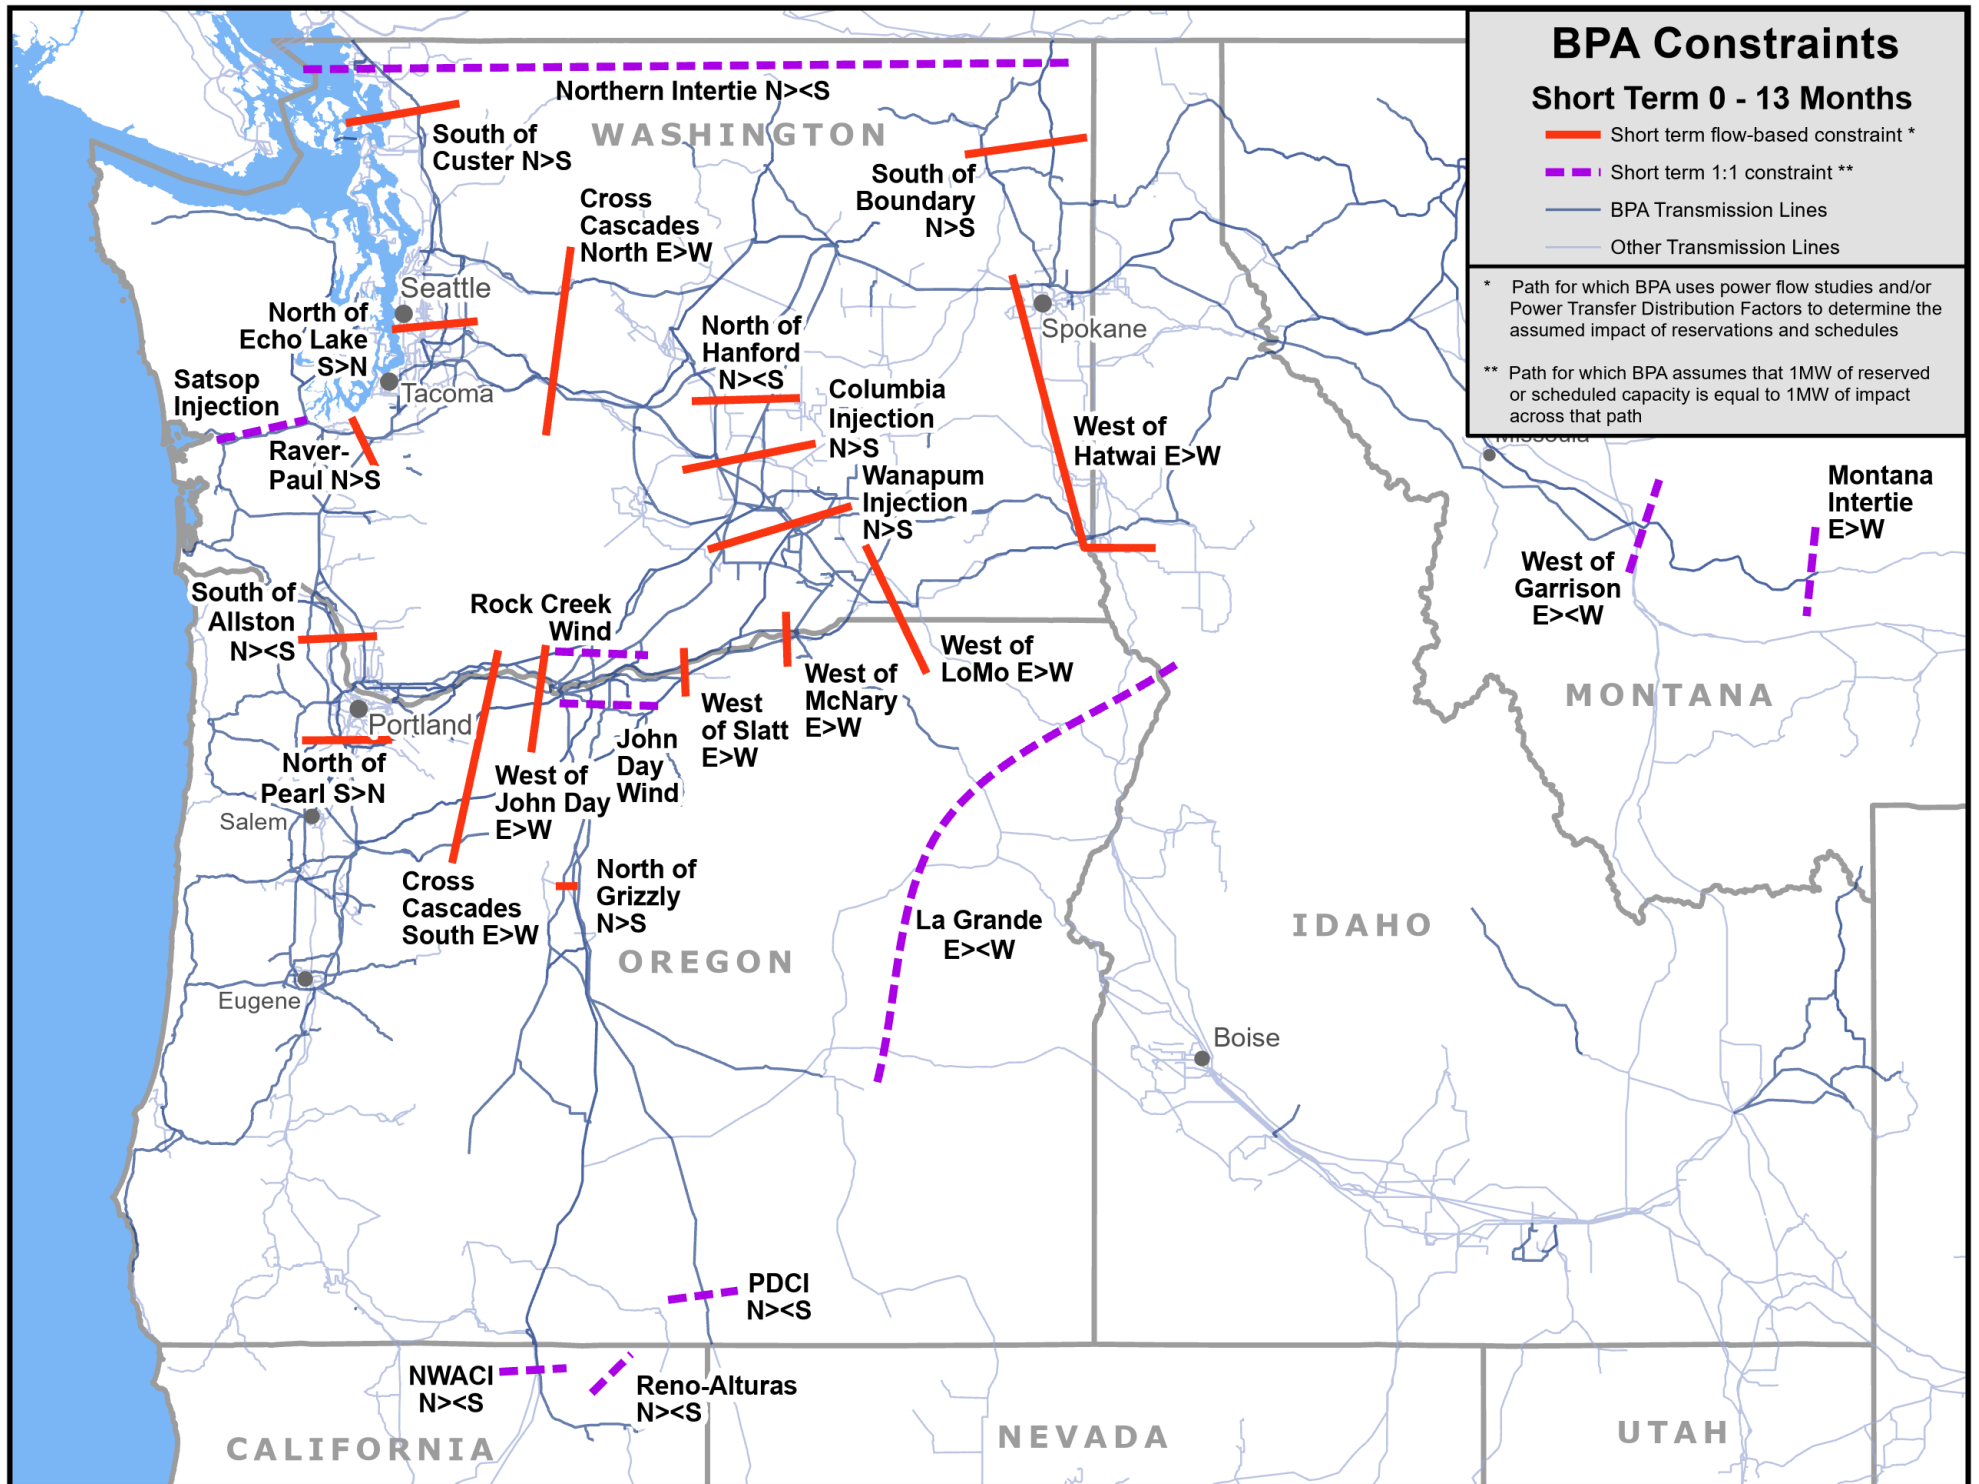 BPA Constraints
Short Term 0 - 13 Months
Short term flow-based constraint *
Short term 1:1 constraint **
BPA Transmission Lines
Other Transmission Lines
* Path for which BPA uses power flow studies and/or
Power Transfer Distribution Factors to determine the
assumed impact of reservations and schedules
** Path for which BPA assumes that 1MW of reserved
or scheduled capacity is equal to 1MW of impact
across that path
Northern Intertie N><S
South of
Custer N>S
WASHINGTON
South of
Boundary
N>S
Cross
Cascades
North E>W
Seattle
North of
Echo Lake
S>N
Tacoma
Spokane
North of
Hanford
N><S
Satsop
Injection
Columbia
Injection
N>S
Raver-
Paul N>S
West of
Hatwai E>W
Missoula
Wanapum
Injection
N>S
Montana
Intertie
E>W
West of
Garrison
E><W
South of
Allston
N><S
Rock Creek
Wind
West of
LoMo E>W
West of
McNary
E>W
West
of Slatt
E>W
MONTANA
Portland
John
Day
Wind
North of
Pearl S>N
West of
John Day
E>W
Salem
Cross
Cascades
South E>W
North of
Grizzly
N>S
La Grande
E><W
IDAHO
OREGON
Eugene
Boise
PDCI
N><S
NWACI
N><S
Reno-Alturas
N><S
CALIFORNIA
NEVADA
UTAH